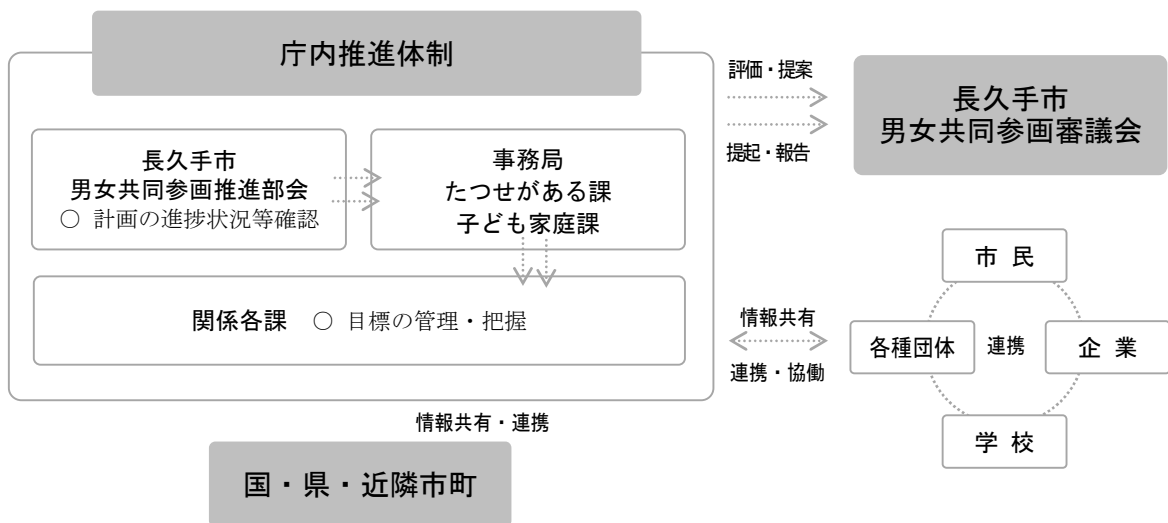 庁内推進体制
長久手市
男女共同参画推進部会
○ 計画の進捗状況等確認
事務局
たつせがある課
子ども家庭課
関係各課 ○ 目標の管理・把握
評価・提案
提起・報告
長久手市
男女共同参画審議会
情報共有
連携・協働
市 民
各種団体
連携
企 業
学 校
情報共有・連携
国・県・近隣市町